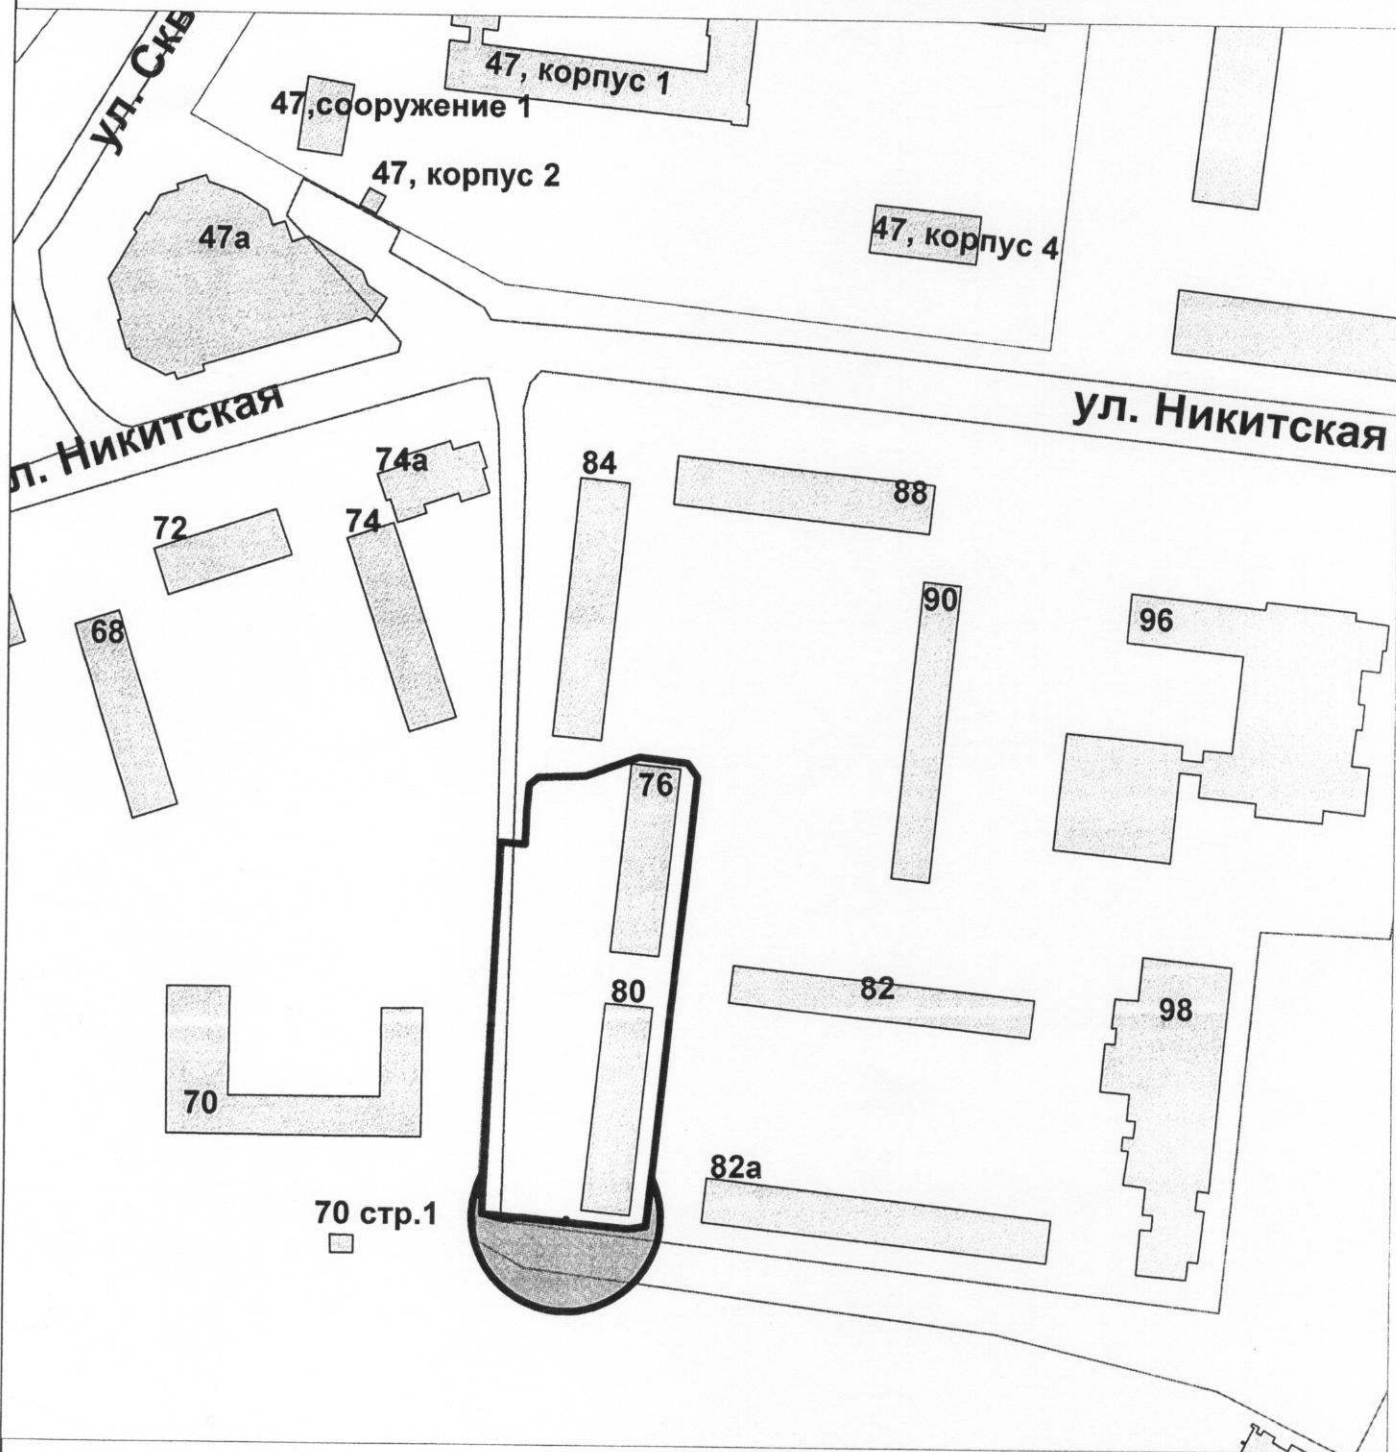 ул. Скв
47, корпус 1
47,сооружение 1
47, корпус 2
47а
47, корпус 4
ул. Никитская
л. Никитская
74а
84
88
72
74
90
96
68
76
80
82
98
70
82а
70 стр.1